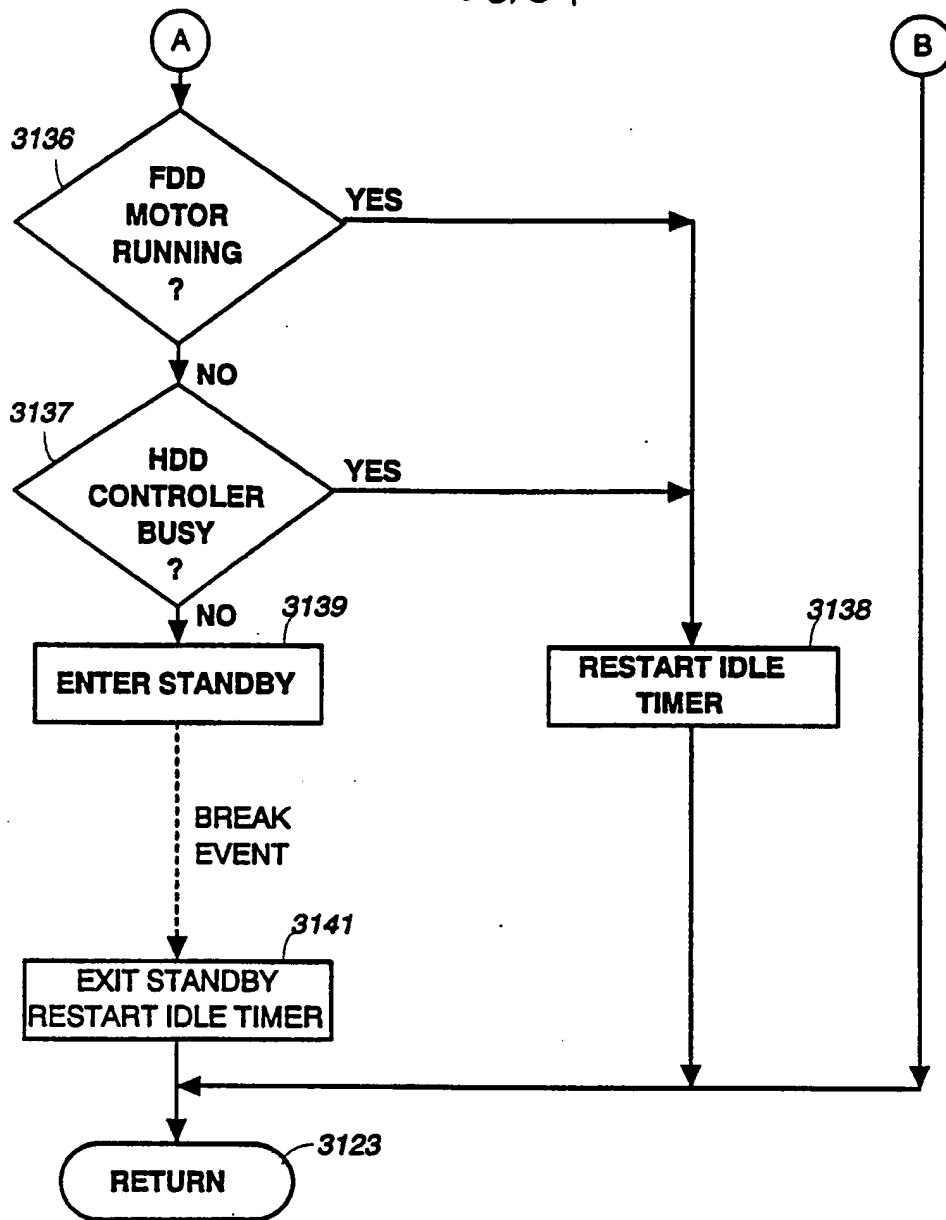 A
B
3136
FDD
MOTOR
RUNNING
?
YES
NO
3137
HDD
CONTROLER
BUSY
?
YES
NO
3139
ENTER STANDBY
3138
RESTART IDLE
TIMER
BREAK
EVENT
3141
EXIT STANDBY
RESTART IDLE TIMER
3123
RETURN